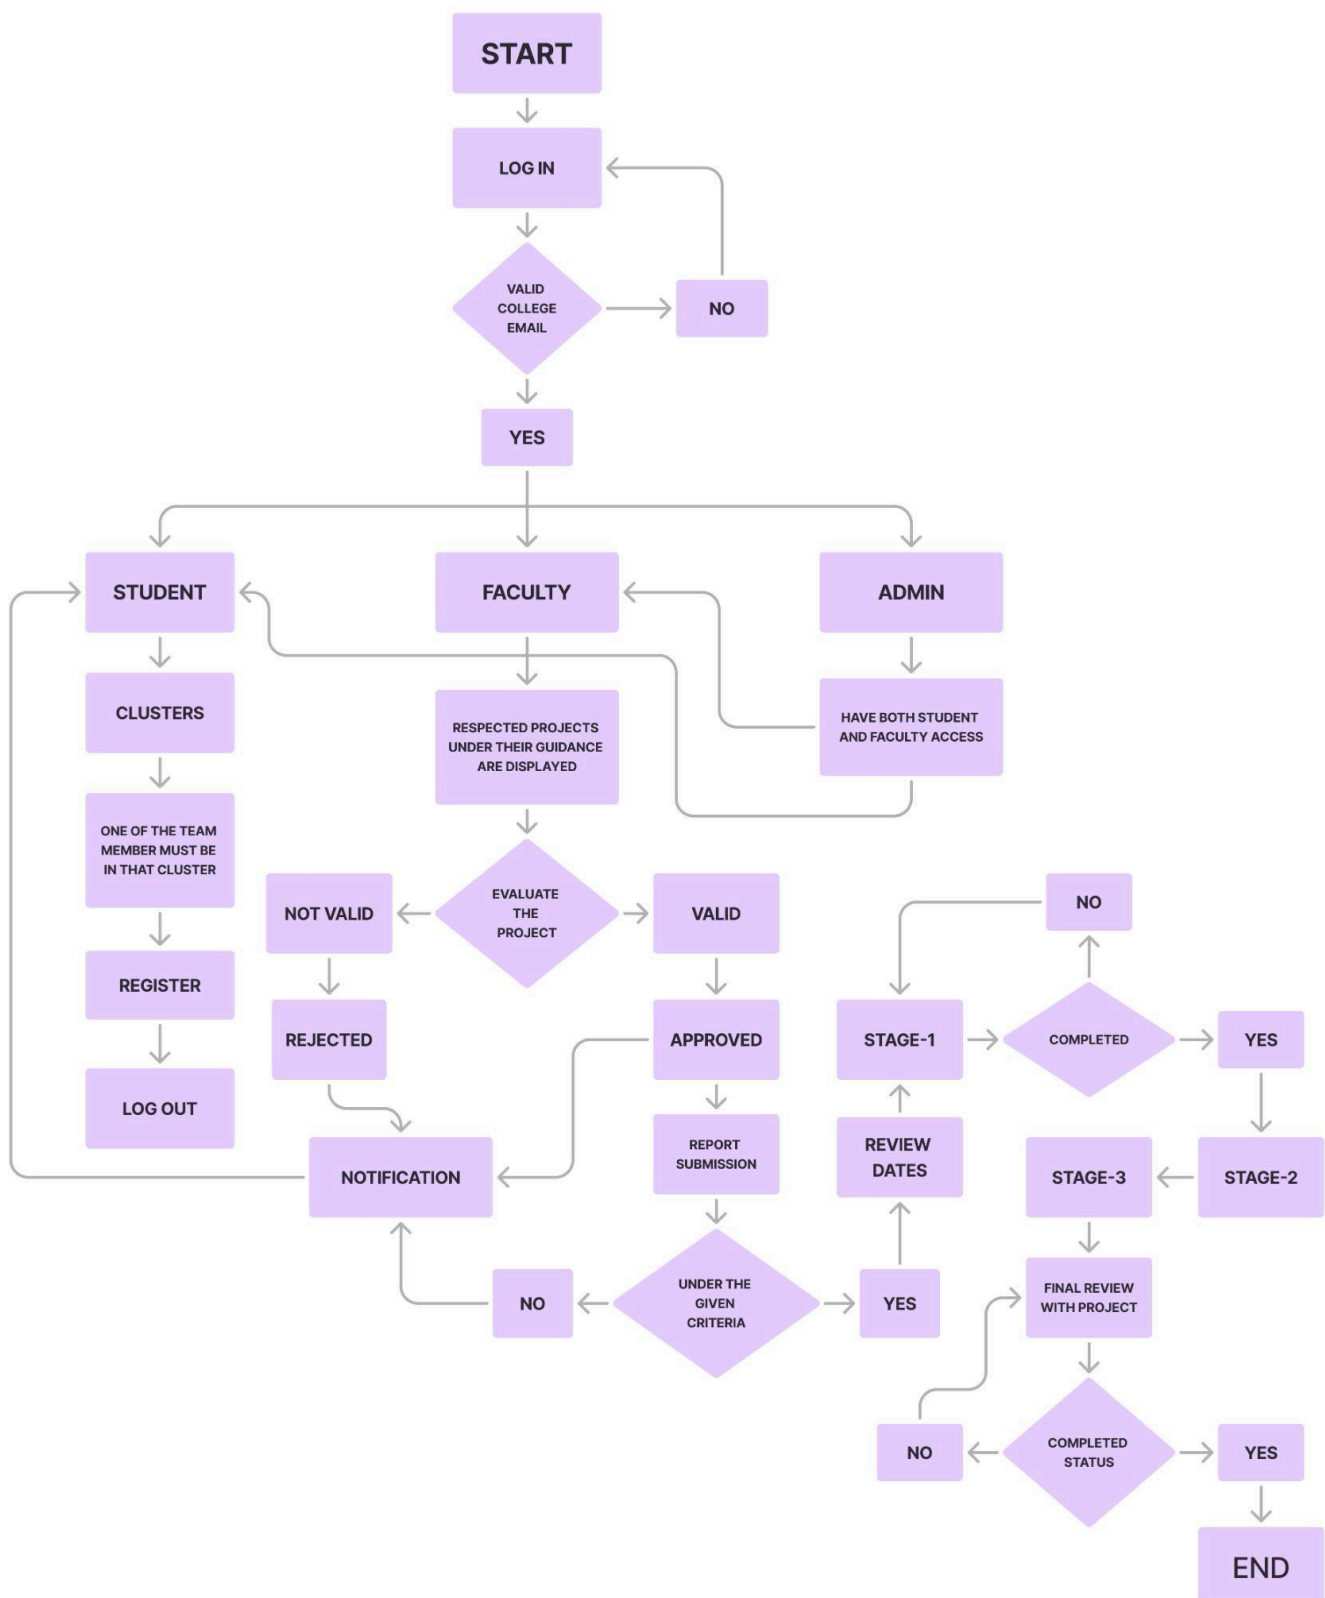 START
LOG IN
VALID
COLLEGE
EMAIL
NO
YES
STUDENT
FACULTY
ADMIN
CLUSTERS
RESPECTED PROJECTS
UNDER THEIR GUIDANCE
ARE DISPLAYED
HAVE BOTH STUDENT
AND FACULTY ACCESS
ONE OF THE TEAM
MEMBER MUST BE
IN THAT CLUSTER
NOT VALID
EVALUATE
THE
PROJECT
VALID
NO
REGISTER
REJECTED
APPROVED
STAGE-1
COMPLETED
YES
LOG OUT
NOTIFICATION
REPORT
SUBMISSION
REVIEW
DATES
STAGE-3
STAGE-2
NO
UNDER THE
GIVEN
CRITERIA
YES
FINAL REVIEW
WITH PROJECT
NO
COMPLETED
STATUS
YES
END